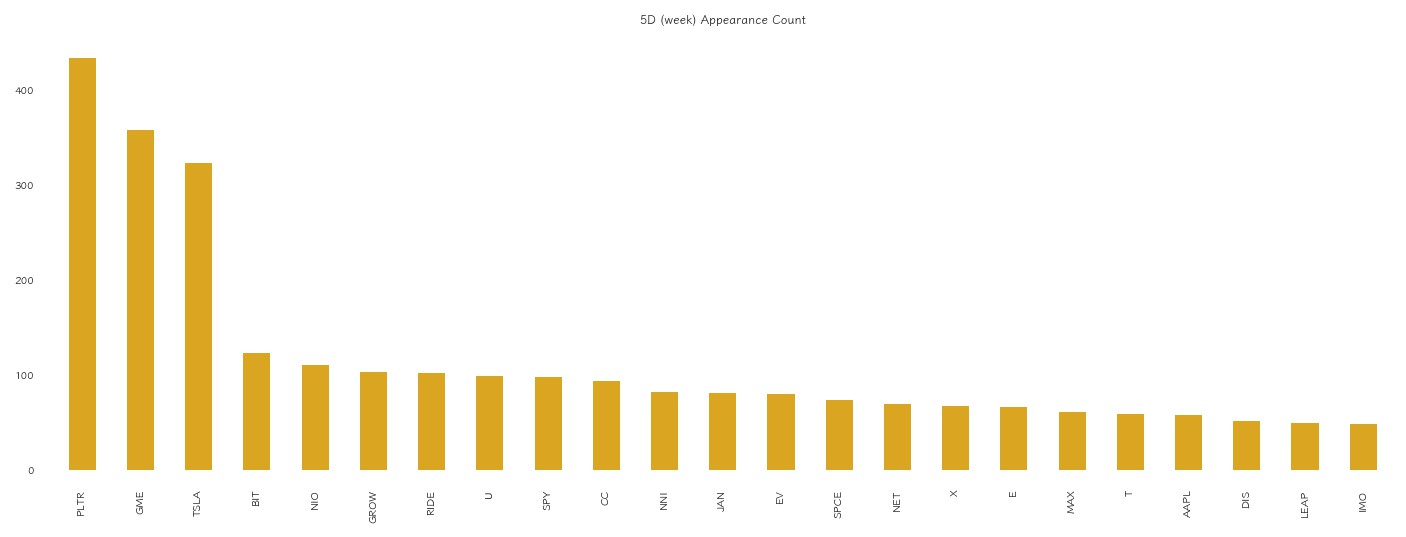 5D (week) Appearance Count
400
300
200
100
0
PLTR
GME
TSLA
BIT
NIO
GROW
RIDE
U
SPY
CC
NNI
JAN
EV
SPCE
NET
X
E
MAX
T
AAPL
DIS
LEAP
IMO